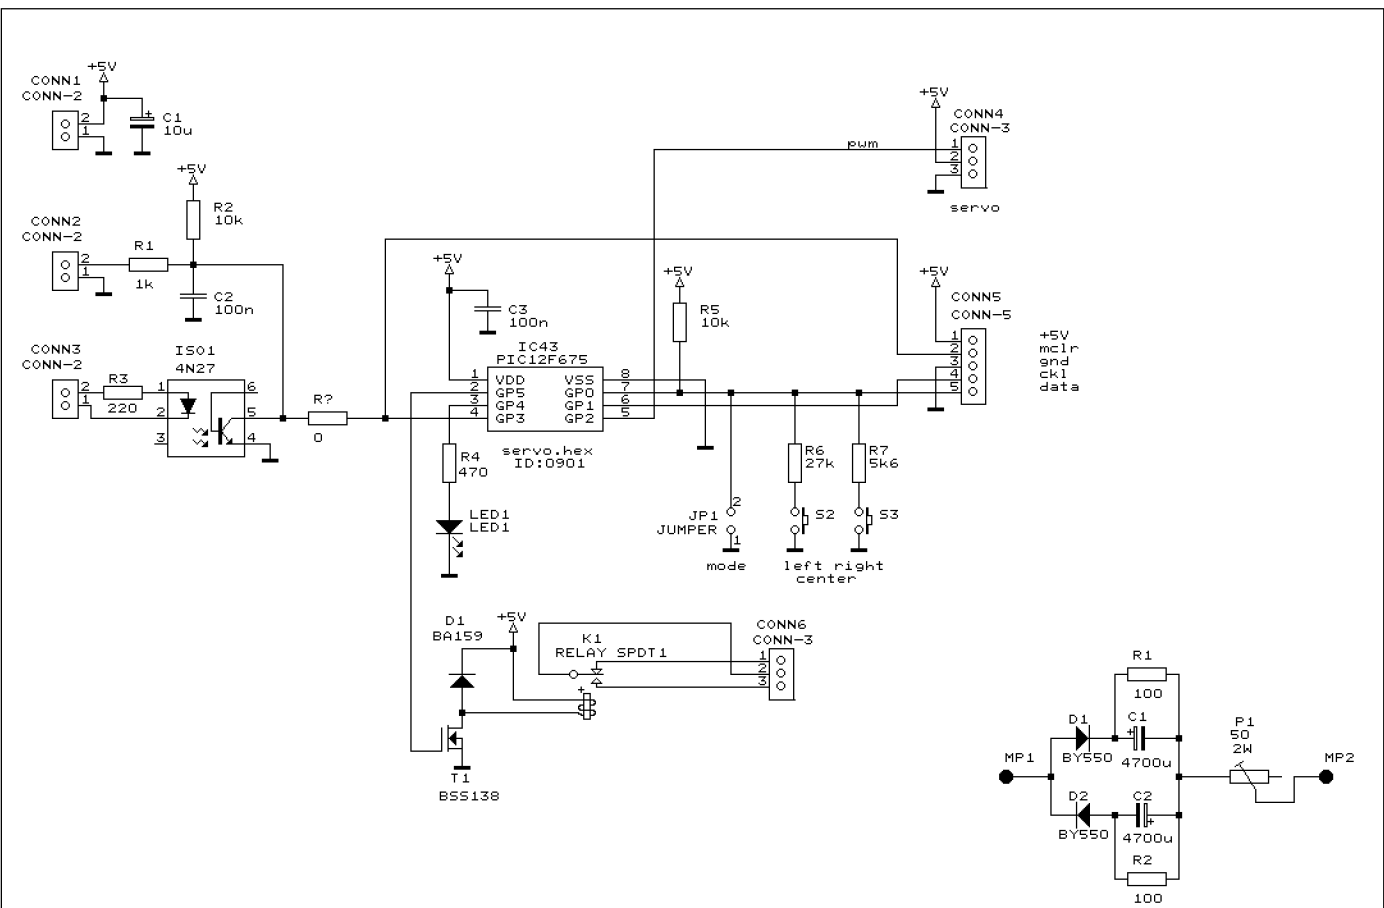 +5V
CONN1
CONN-2
2
1
+
C1
10u
+5V
R2
10k
CONN2
CONN-2
2
1
R1
1k
C2
100n
CONN3
CONN-2
2
1
R3
220
ISO1
4N27
1
2
3
6
5
4
R?
0
+5V
C3
100n
IC43
PIC12F675
1 VDD VSS 8
2 GP5 GP0 7
3 GP4 GP1 6
4 GP3 GP2 5
servo.hex
ID:0901
R4
470
LED1
LED1
+5V
R5
10k
pwm
+5V
CONN4
CONN-3
1
2
3
servo
+5V
CONN5
CONN-5
1
2
3
4
5
+5V
mclr
gnd
ckl
data
R6
27k
R7
5k6
2
JP1
JUMPER
1
mode
S2
S3
left right
center
D1
BA159
+5V
K1
RELAY SPDT1
+
CONN6
CONN-3
1
2
3
T1
BSS138
R1
100
D1
BY550
C1
+
4700u
P1
50
2W
MP1
MP2
D2
BY550
C2
+
4700u
R2
100